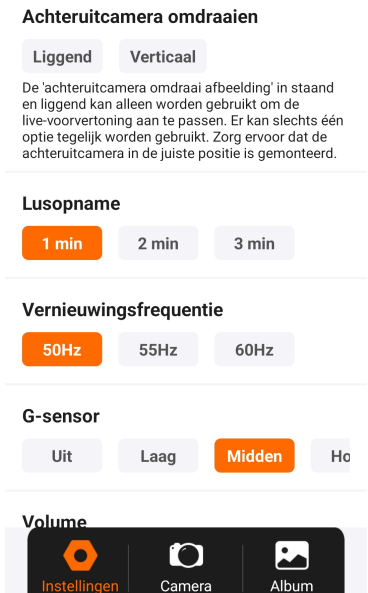 Achteruitcamera omdraaien
Liggend Verticaal
De 'achteruitcamera omdraai afbeelding' in staand
en liggend kan alleen worden gebruikt om de
live-voorvertoning aan te passen. Er kan slechts één
optie tegelijk worden gebruikt. Zorg ervoor dat de
achteruitcamera in de juiste positie is gemonteerd.
Lusopname
1 min 2 min 3 min
Vernieuwingsfrequentie
50Hz 55Hz 60Hz
G-sensor
Uit Laag Midden Ho
Volume
Instellingen Camera Album